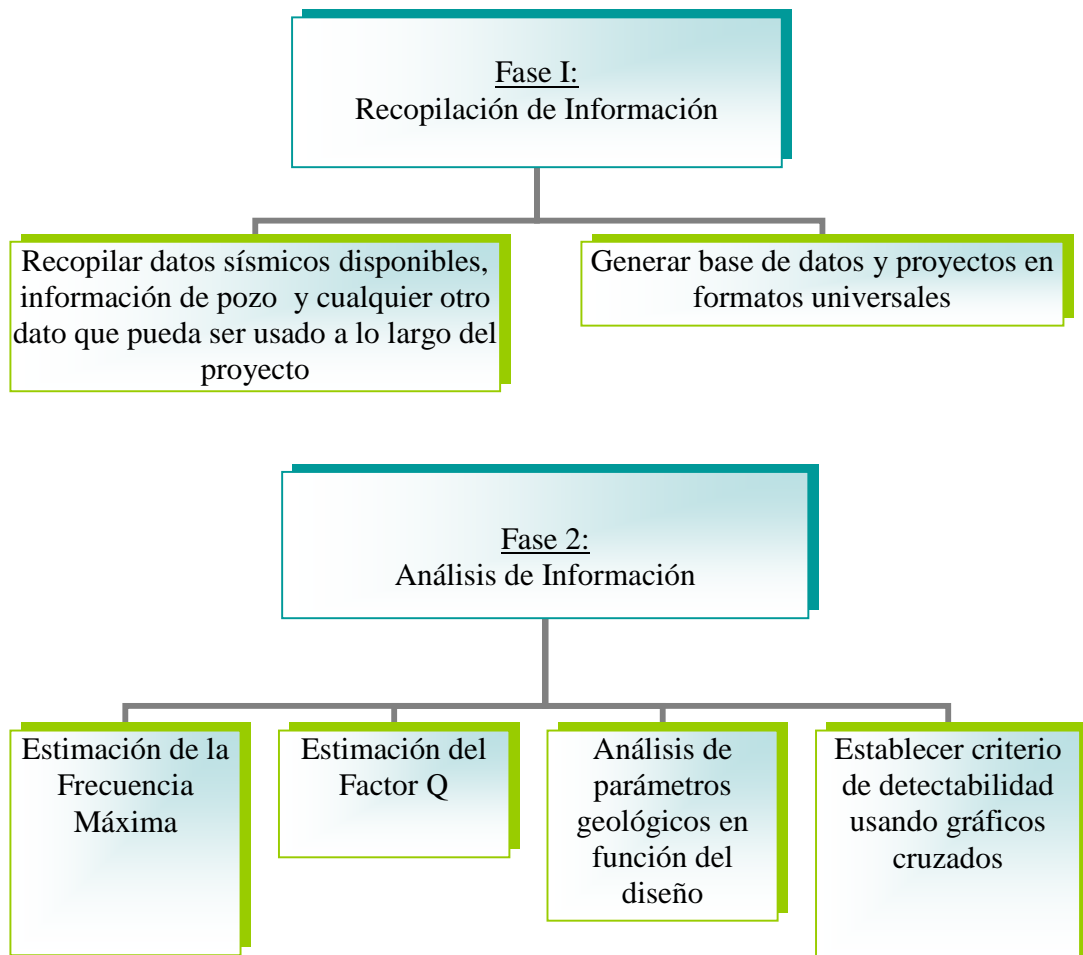 Fase I:
Recopilación de Información
Recopilar datos sísmicos disponibles,
información de pozo y cualquier otro
dato que pueda ser usado a lo largo del
proyecto
Generar base de datos y proyectos en
formatos universales
Fase 2:
Análisis de Información
Estimación de la
Frecuencia
Máxima
Estimación del
Factor Q
Análisis de
parámetros
geológicos en
función del
diseño
Establecer criterio
de detectabilidad
usando gráficos
cruzados